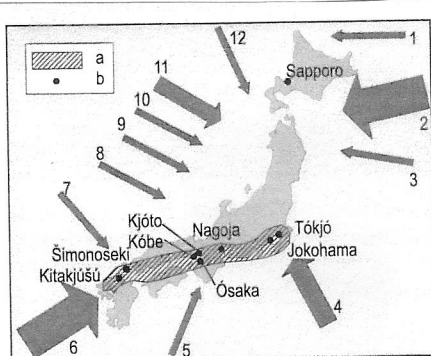 a
b
12
1
Sapporo
11
2
10
9
3
8
7
Kjóto
Nagoja
Tókjó
Kóbe
Jokohama
Šimonoseki
Kitakjúšú
Ósaka
4
6
5